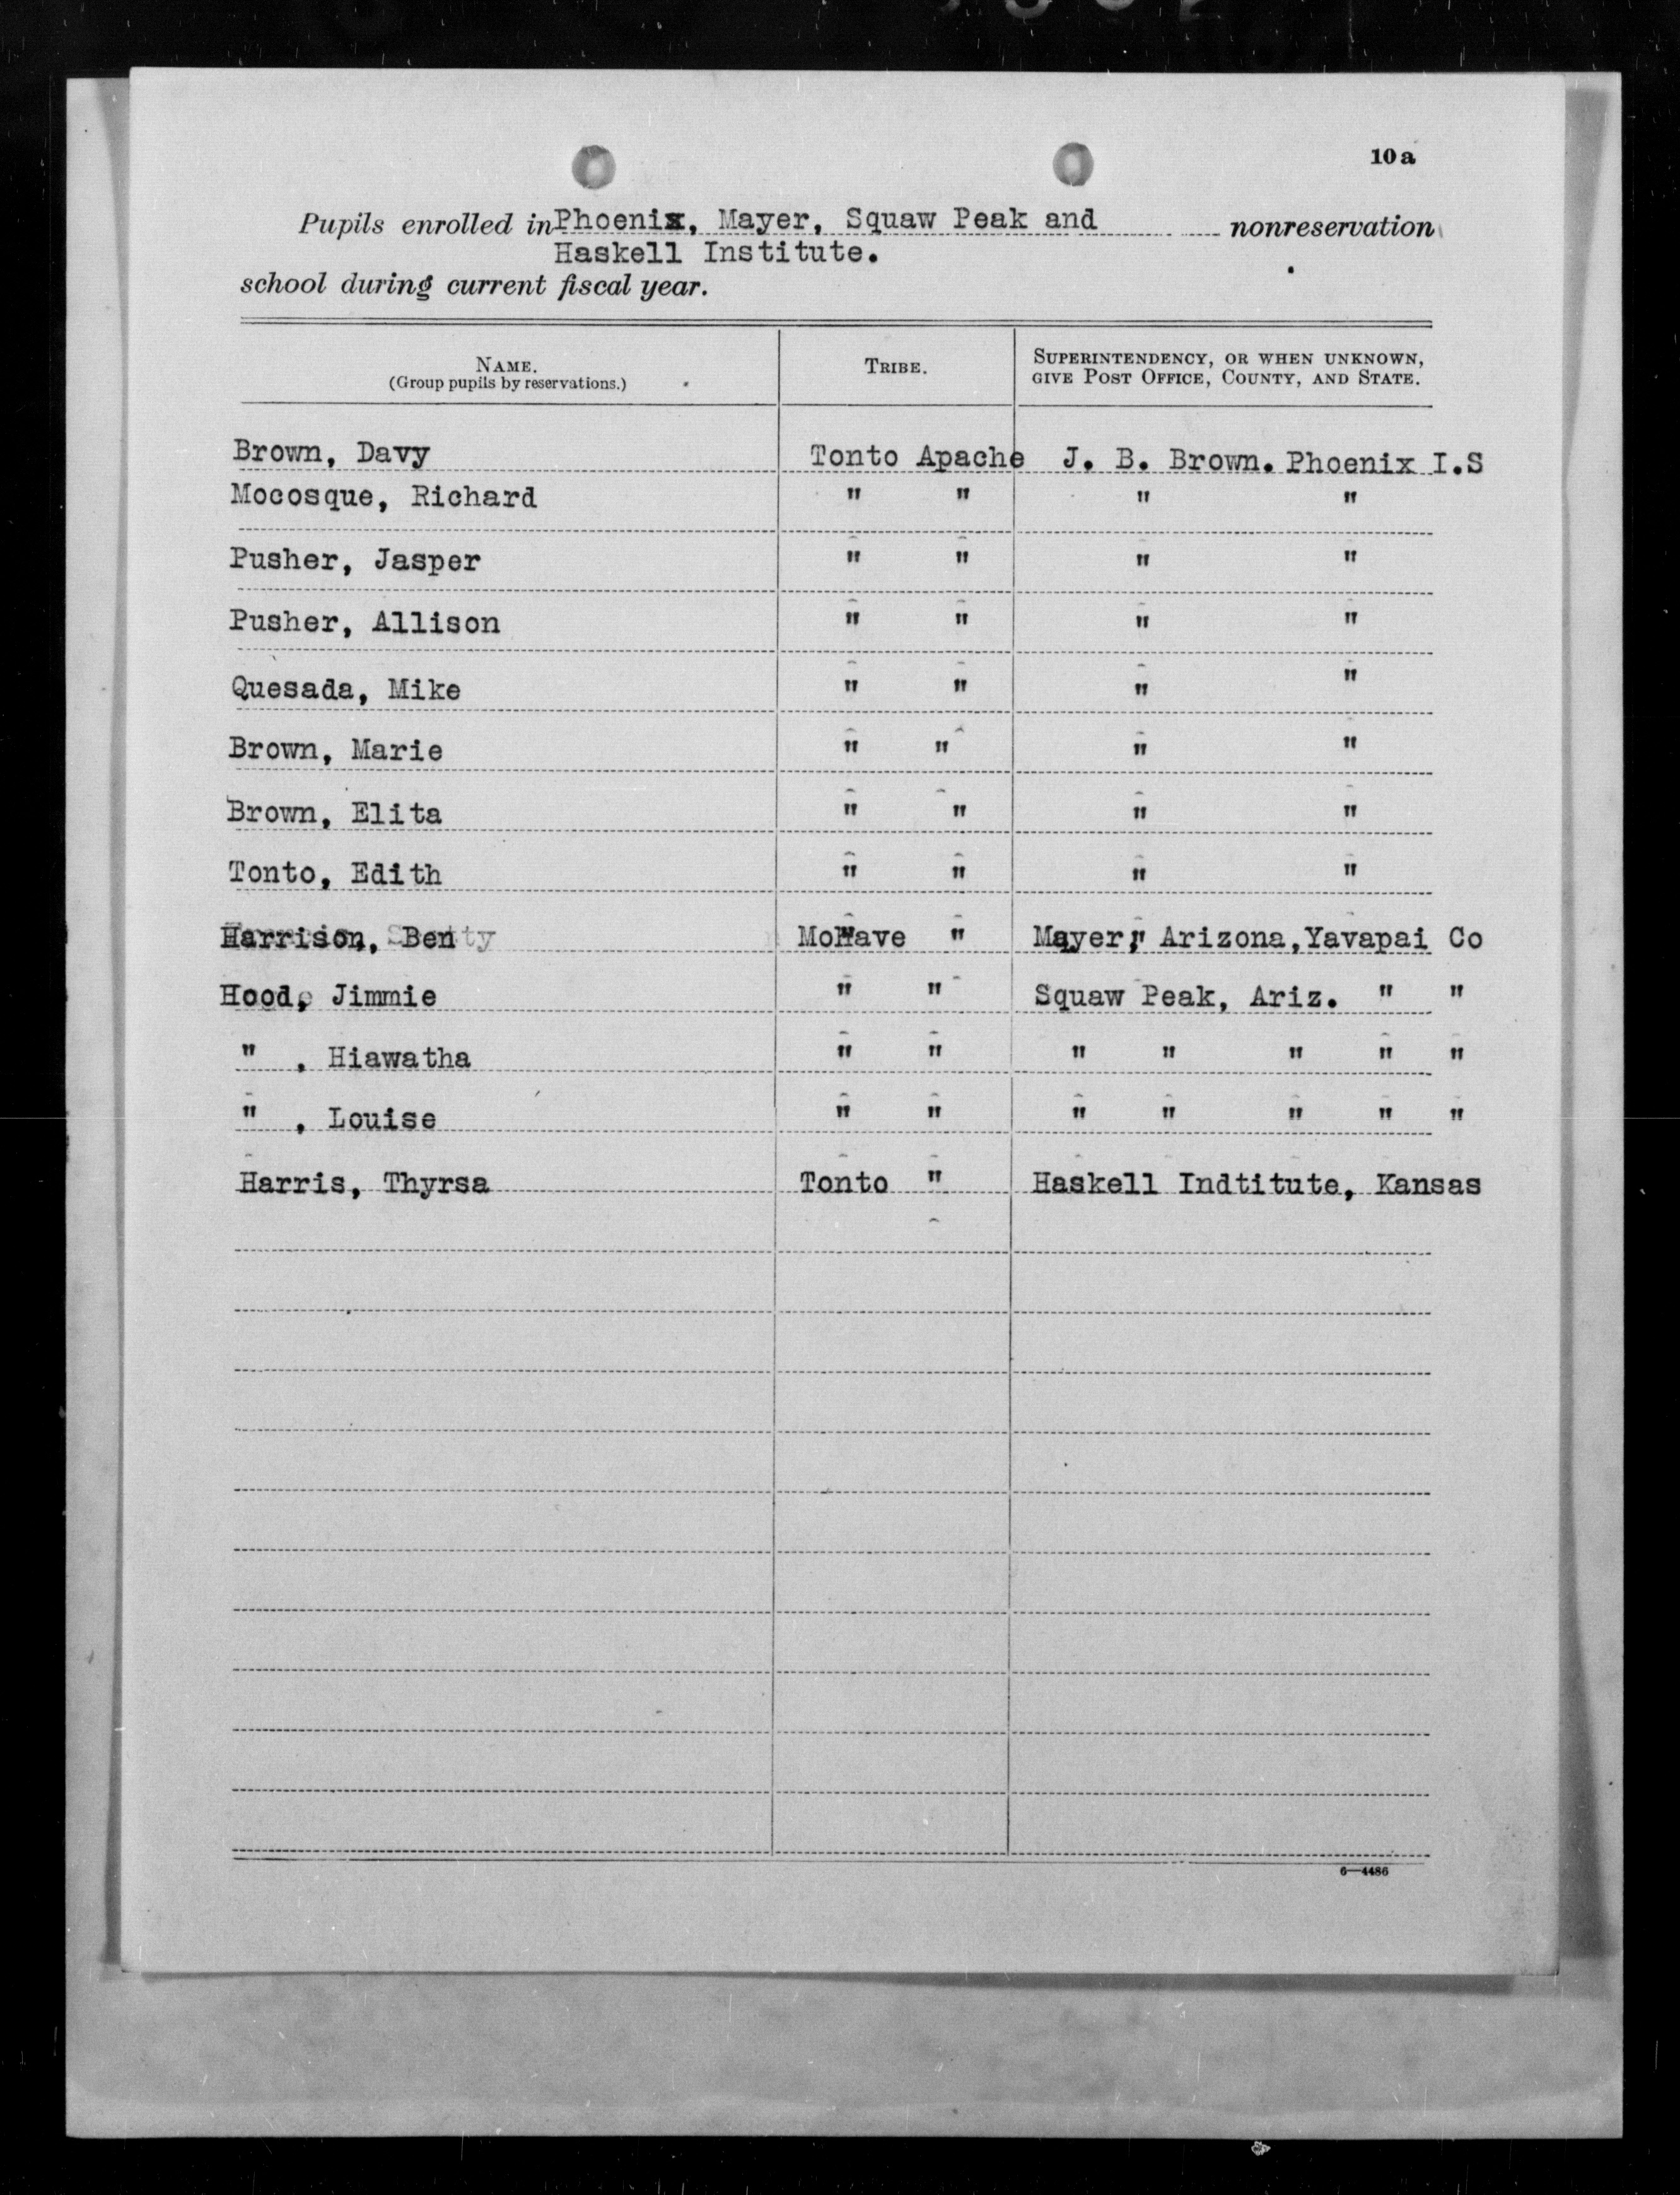 10a
Pupils enrolled in Phoenix, Mayer, Squaw Peak and nonreservation
Haskell Institute.
school during current fiscal year.
NAME. TRIBE. SUPERINTENDENCY, OR WHEN UNKNOWN,
(Group pupils by reservations.) GIVE POST OFFICE, COUNTY, AND STATE.
Brown, Davy Tonto Apache J. B. Brown. Phoenix I.S
Mocosque, Richard " " " "
Pusher, Jasper " " " "
Pusher, Allison " " " "
Quesada, Mike " " " "
Brown, Marie " " " "
Brown, Elita " " " "
Tonto, Edith " " " "
Harrison, Ben MoHave " Mayer, Arizona, Yavapai Co
Hood, Jimmie " " Squaw Peak, Ariz. " "
" , Hiawatha " " " " " " "
" , Louise " " " " " " "
Harris, Thyrsa Tonto " Haskell Indtitute, Kansas
6—4486